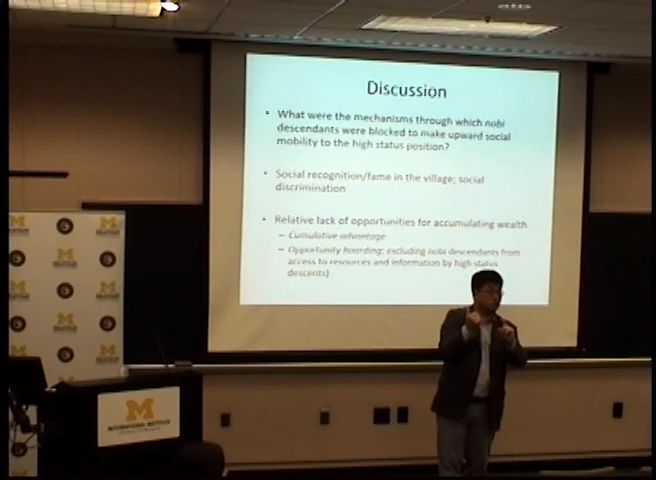 Discussion
• What were the mechanisms through which nobi
descendants were blocked to make upward social
mobility to the high status position?
• Social recognition/fame in the village; social
discrimination
• Relative lack of opportunities for accumulating wealth
– Cumulative advantage
– Opportunity hoarding: excluding nobi descendants from
access to resources and information by high status
descents)
M
INTERNATIONAL INSTITUTE